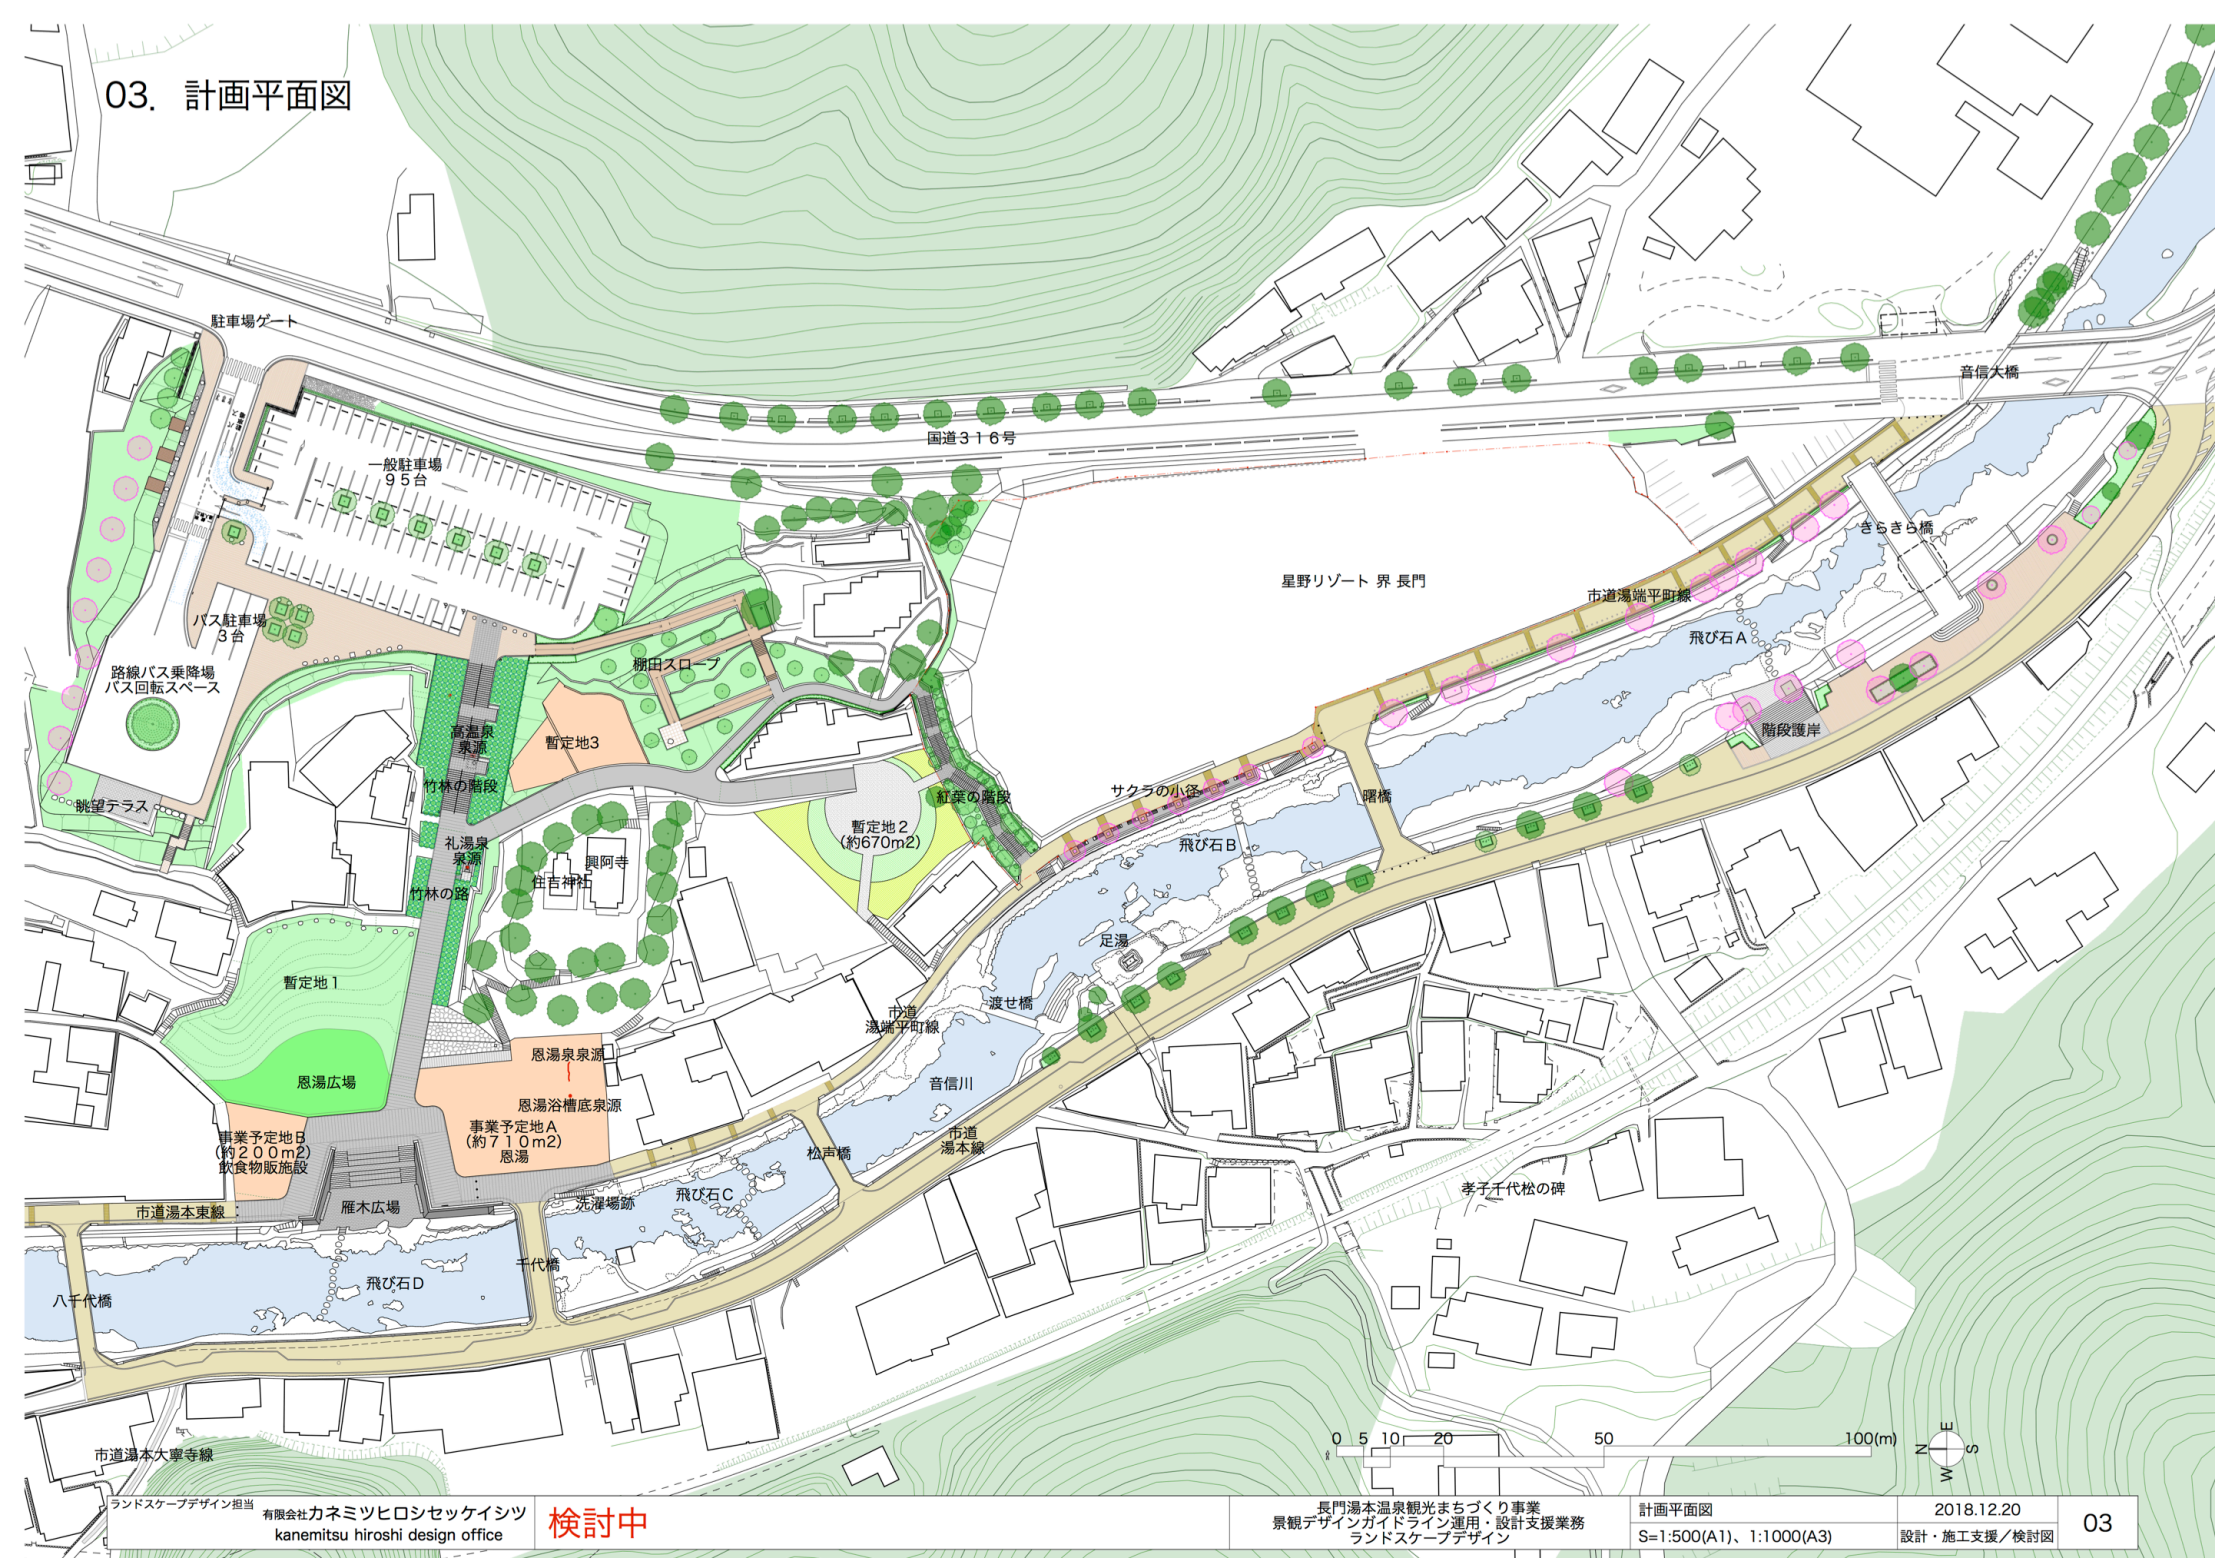 03．計画平面図
駐車場ゲート
音信大橋
国道３１６号
一般駐車場
９５台
きらきら橋
星野リゾート 界 長門
市道湯端平町線
バス駐車場
３台
飛び石Ａ
路線バス乗降場
バス回転スペース
棚田スロープ
高温泉
泉源
暫定地3
階段護岸
竹林の階段
眺望テラス
サクラの小径
紅葉の階段
曙橋
暫定地２
（約670m2）
飛び石Ｂ
礼湯泉
泉源
興阿寺
住吉神社
竹林の路
足湯
暫定地１
渡せ橋
市道
湯端平町線
恩湯泉泉源
恩湯広場
音信川
恩湯浴槽底泉源
事業予定地Ａ
（約７１０m2）
恩湯
事業予定地Ｂ
（約２００m2）
飲食物販施設
市道
湯本線
松声橋
孝子千代松の碑
飛び石Ｃ
洗濯場跡
市道湯本東線
雁木広場
千代橋
飛び石Ｄ
八千代橋
市道湯本大寧寺線
0 5 10 20 50 100(m)
N E S W
ランドスケープデザイン担当
有限会社カネミツヒロシセッケイシツ
kanemitsu hiroshi design office
検討中
長門湯本温泉観光まちづくり事業
景観デザインガイドライン運用・設計支援業務
ランドスケープデザイン
計画平面図
S=1:500(A1)、1:1000(A3)
2018.12.20
設計・施工支援／検討図
03